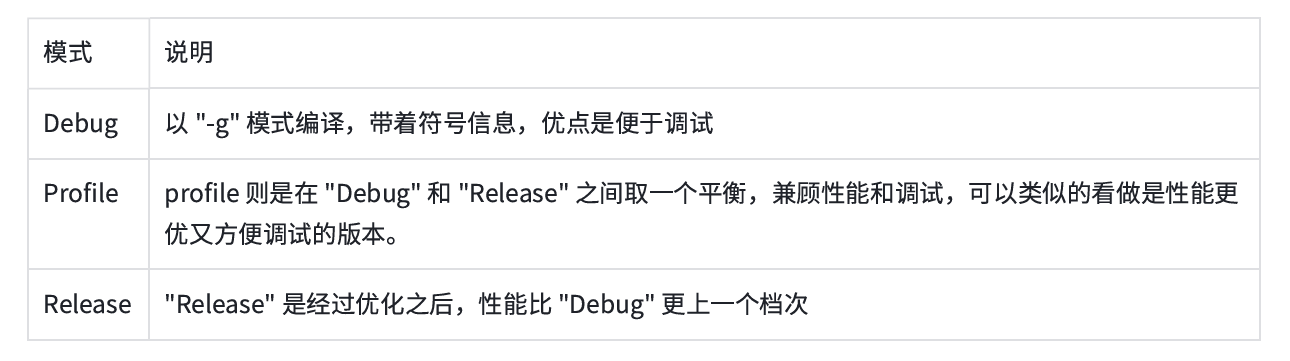 模式 说明
Debug 以 "-g" 模式编译，带着符号信息，优点是便于调试
Profile profile 则是在 "Debug" 和 "Release" 之间取一个平衡，兼顾性能和调试，可以类似的看做是性能更
优又方便调试的版本。
Release "Release" 是经过优化之后，性能比 "Debug" 更上一个档次